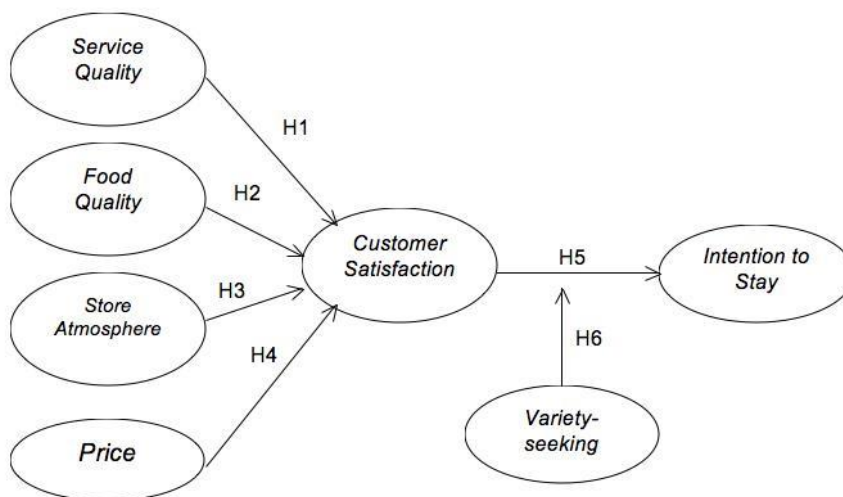 Service
Quality
H1
Food
Quality
H2
Customer
Satisfaction
H5
Intention to
Stay
Store
Atmosphere
H3
H4
H6
Price
Variety-
seeking